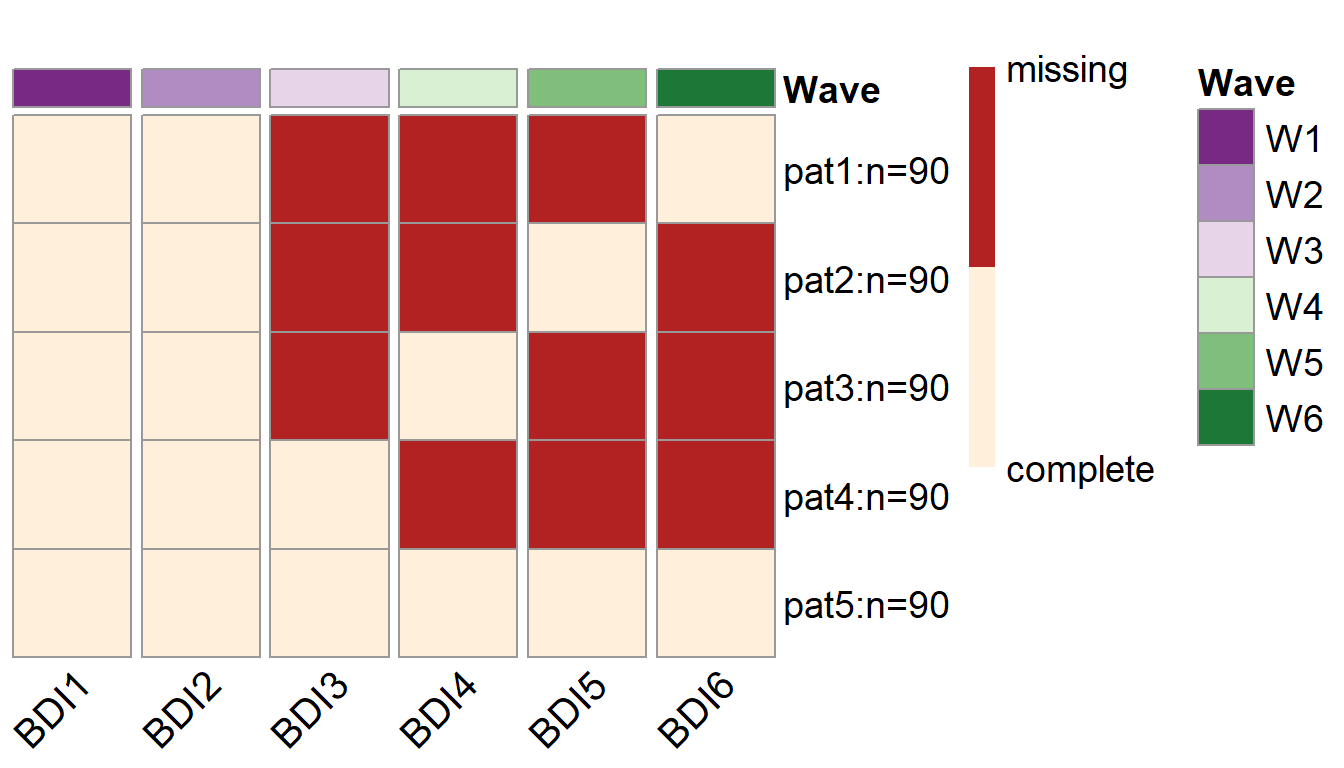 Wave
pat1:n=90
pat2:n=90
pat3:n=90
pat4:n=90
pat5:n=90
BDI1
BDI2
BDI3
BDI4
BDI5
BDI6
missing
complete
Wave
W1
W2
W3
W4
W5
W6